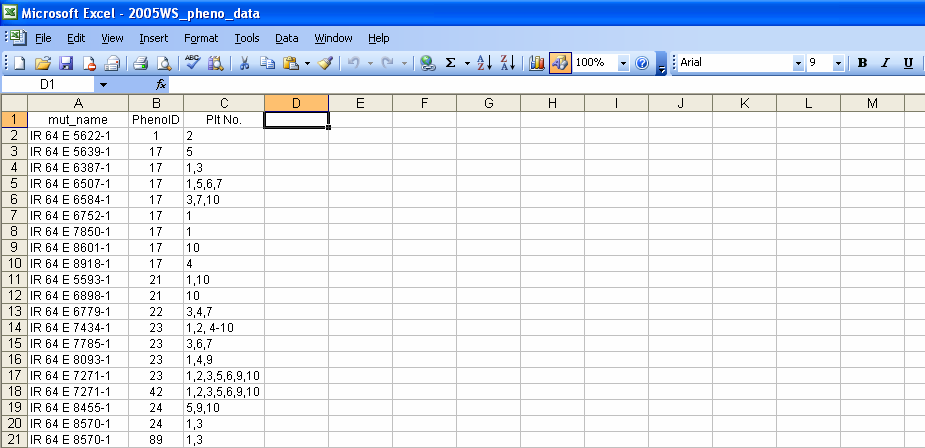 Microsoft Excel - 2005WS_pheno_data
File Edit View Insert Format Tools Data Window Help
ABC Σ A Z Z A 100% ? Arial 9 B I U
D1 fx
A B C D E F G H I J K L M
1 mut_name PhenoID Plt No.
2 IR 64 E 5622-1 1 2
3 IR 64 E 5639-1 17 5
4 IR 64 E 6387-1 17 1,3
5 IR 64 E 6507-1 17 1,5,6,7
6 IR 64 E 6584-1 17 3,7,10
7 IR 64 E 6752-1 17 1
8 IR 64 E 7850-1 17 1
9 IR 64 E 8601-1 17 10
10 IR 64 E 8918-1 17 4
11 IR 64 E 5593-1 21 1,10
12 IR 64 E 6898-1 21 10
13 IR 64 E 6779-1 22 3,4,7
14 IR 64 E 7434-1 23 1,2, 4-10
15 IR 64 E 7785-1 23 3,6,7
16 IR 64 E 8093-1 23 1,4,9
17 IR 64 E 7271-1 23 1,2,3,5,6,9,10
18 IR 64 E 7271-1 42 1,2,3,5,6,9,10
19 IR 64 E 8455-1 24 5,9,10
20 IR 64 E 8570-1 24 1,3
21 IR 64 E 8570-1 89 1,3